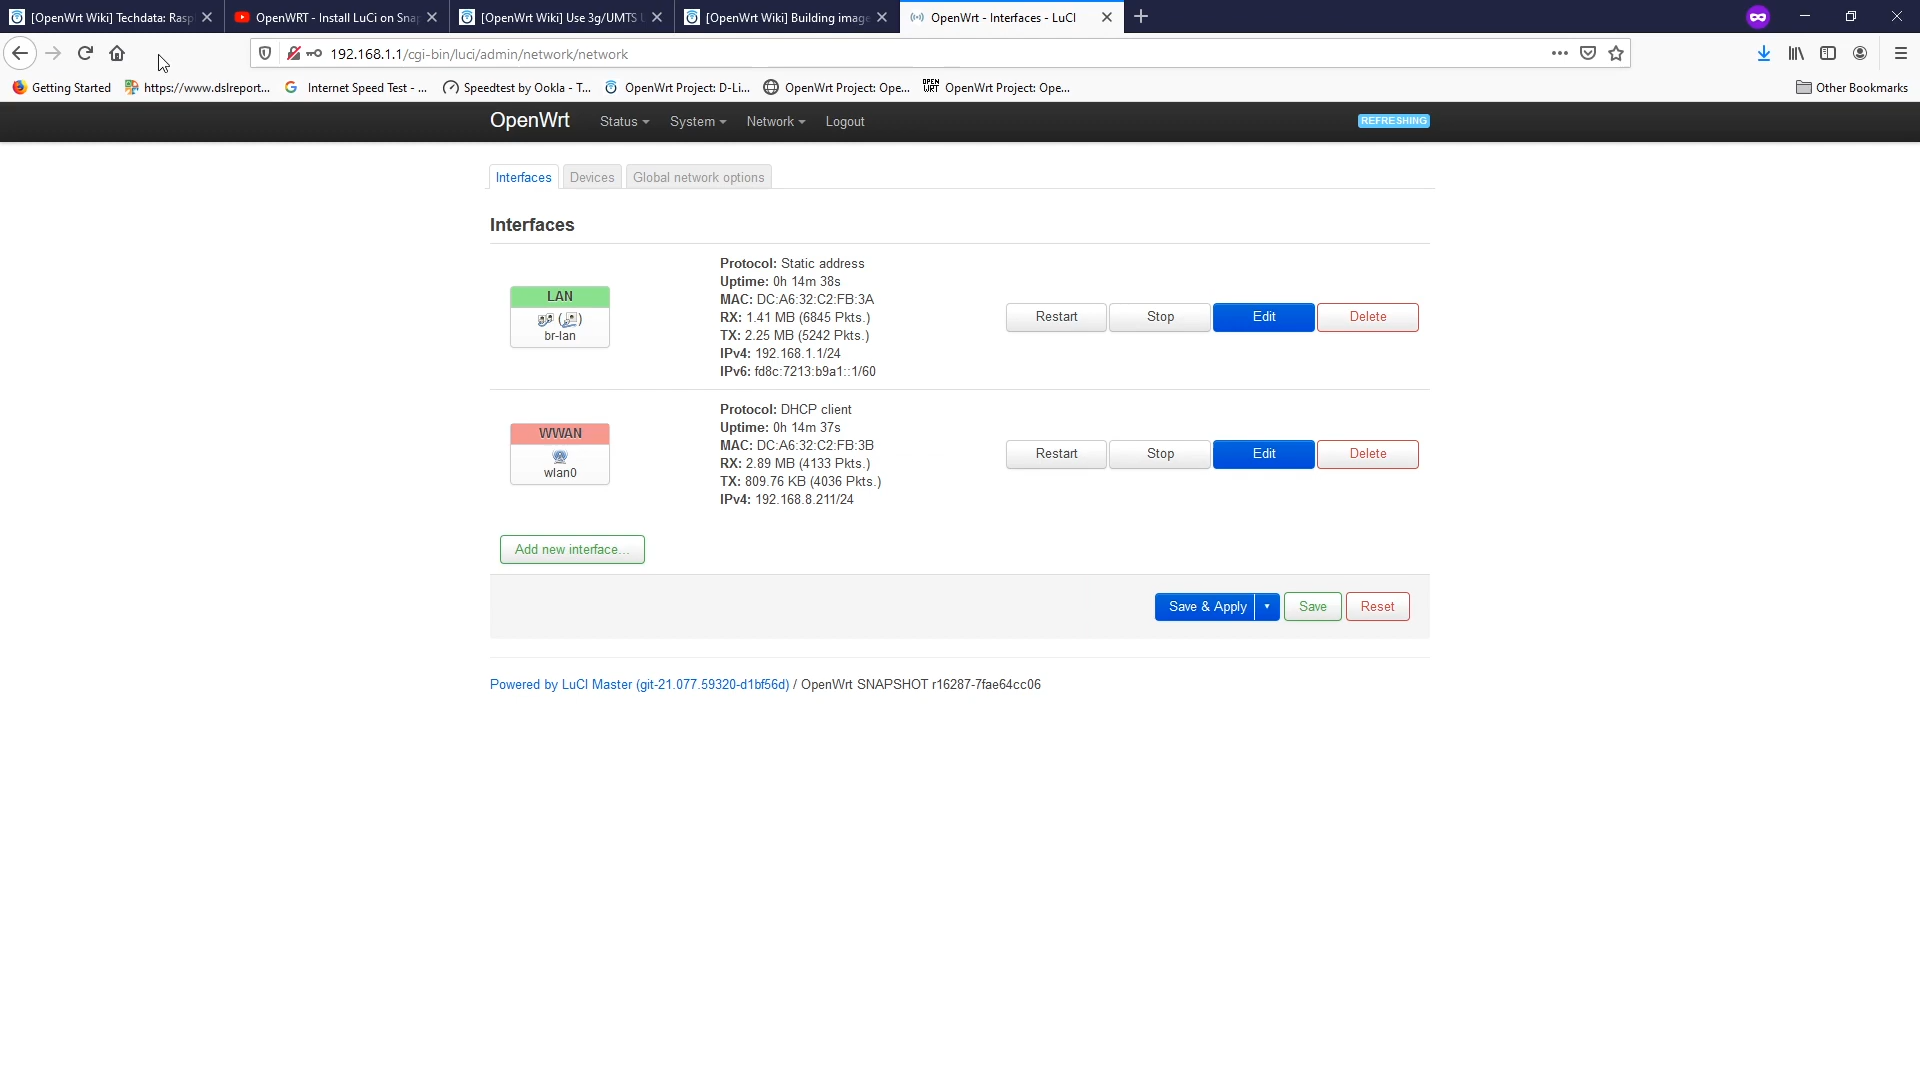 [OpenWrt Wiki] Techdata: Rasp
OpenWRT - Install LuCi on Snap
[OpenWrt Wiki] Use 3g/UMTS U
[OpenWrt Wiki] Building image
OpenWrt - Interfaces - LuCI
192.168.1.1/cgi-bin/luci/admin/network/network
Getting Started
https://www.dslreport...
Internet Speed Test - ...
Speedtest by Ookla - T...
OpenWrt Project: D-Li...
OpenWrt Project: Ope...
OPEN
WRT
OpenWrt Project: Ope...
Other Bookmarks
OpenWrt
Status
System
Network
Logout
REFRESHING
Interfaces
Devices
Global network options
Interfaces
LAN
br-lan
Protocol: Static address
Uptime: 0h 14m 38s
MAC: DC:A6:32:C2:FB:3A
RX: 1.41 MB (6845 Pkts.)
TX: 2.25 MB (5242 Pkts.)
IPv4: 192.168.1.1/24
IPv6: fd8c:7213:b9a1::1/60
Restart
Stop
Edit
Delete
WWAN
wlan0
Protocol: DHCP client
Uptime: 0h 14m 37s
MAC: DC:A6:32:C2:FB:3B
RX: 2.89 MB (4133 Pkts.)
TX: 809.76 KB (4036 Pkts.)
IPv4: 192.168.8.211/24
Restart
Stop
Edit
Delete
Add new interface...
Save & Apply
Save
Reset
Powered by LuCI Master (git-21.077.59320-d1bf56d) / OpenWrt SNAPSHOT r16287-7fae64cc06